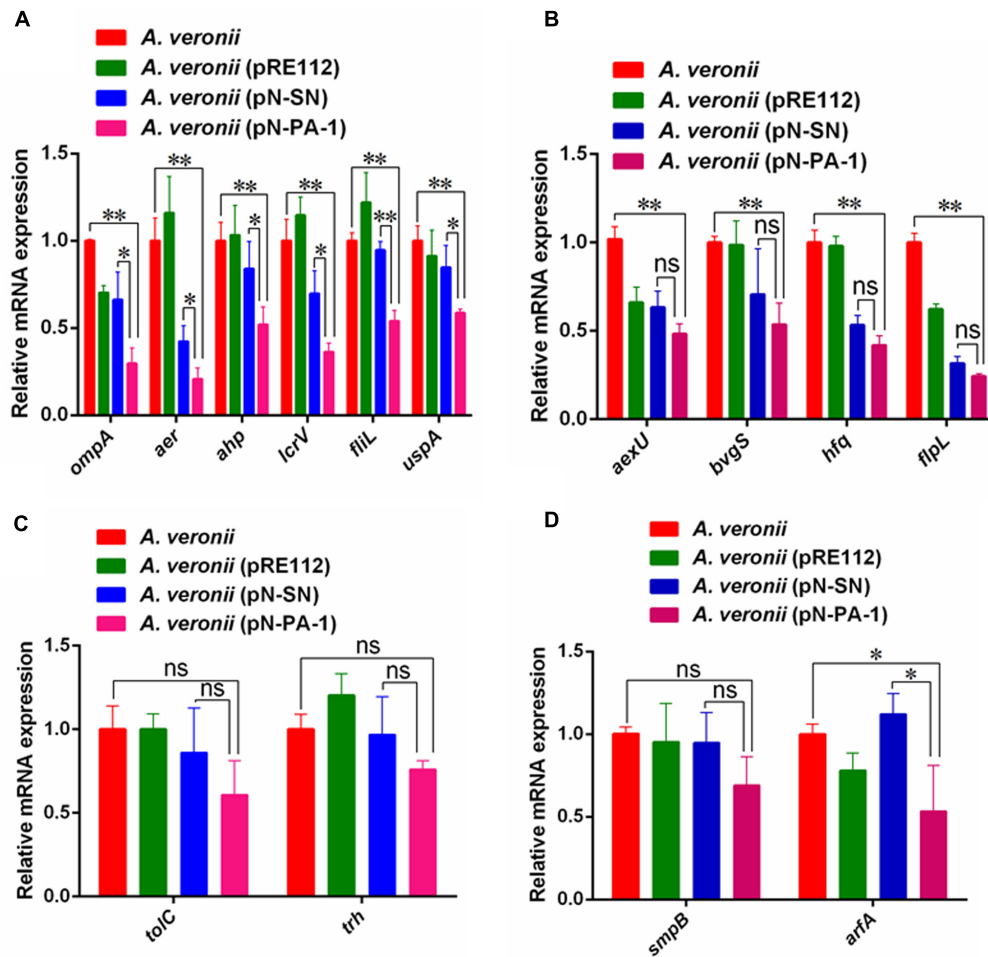 A
A. veronii
A. veronii (pRE112)
A. veronii (pN-SN)
A. veronii (pN-PA-1)
Relative mRNA expression
1.5
1.0
0.5
0.0
** ** ** ** ** **
* * * * ** *
ompA aer ahp lcrV fliL uspA
B
A. veronii
A. veronii (pRE112)
A. veronii (pN-SN)
A. veronii (pN-PA-1)
Relative mRNA expression
1.5
1.0
0.5
0.0
** ** ** **
ns ns ns ns
aexU bvgS hfq flpL
C
A. veronii
A. veronii (pRE112)
A. veronii (pN-SN)
A. veronii (pN-PA-1)
Relative mRNA expression
1.5
1.0
0.5
0.0
ns ns
ns ns
tolC trh
D
A. veronii
A. veronii (pRE112)
A. veronii (pN-SN)
A. veronii (pN-PA-1)
Relative mRNA expression
1.5
1.0
0.5
0.0
ns *
ns *
smpB arfA